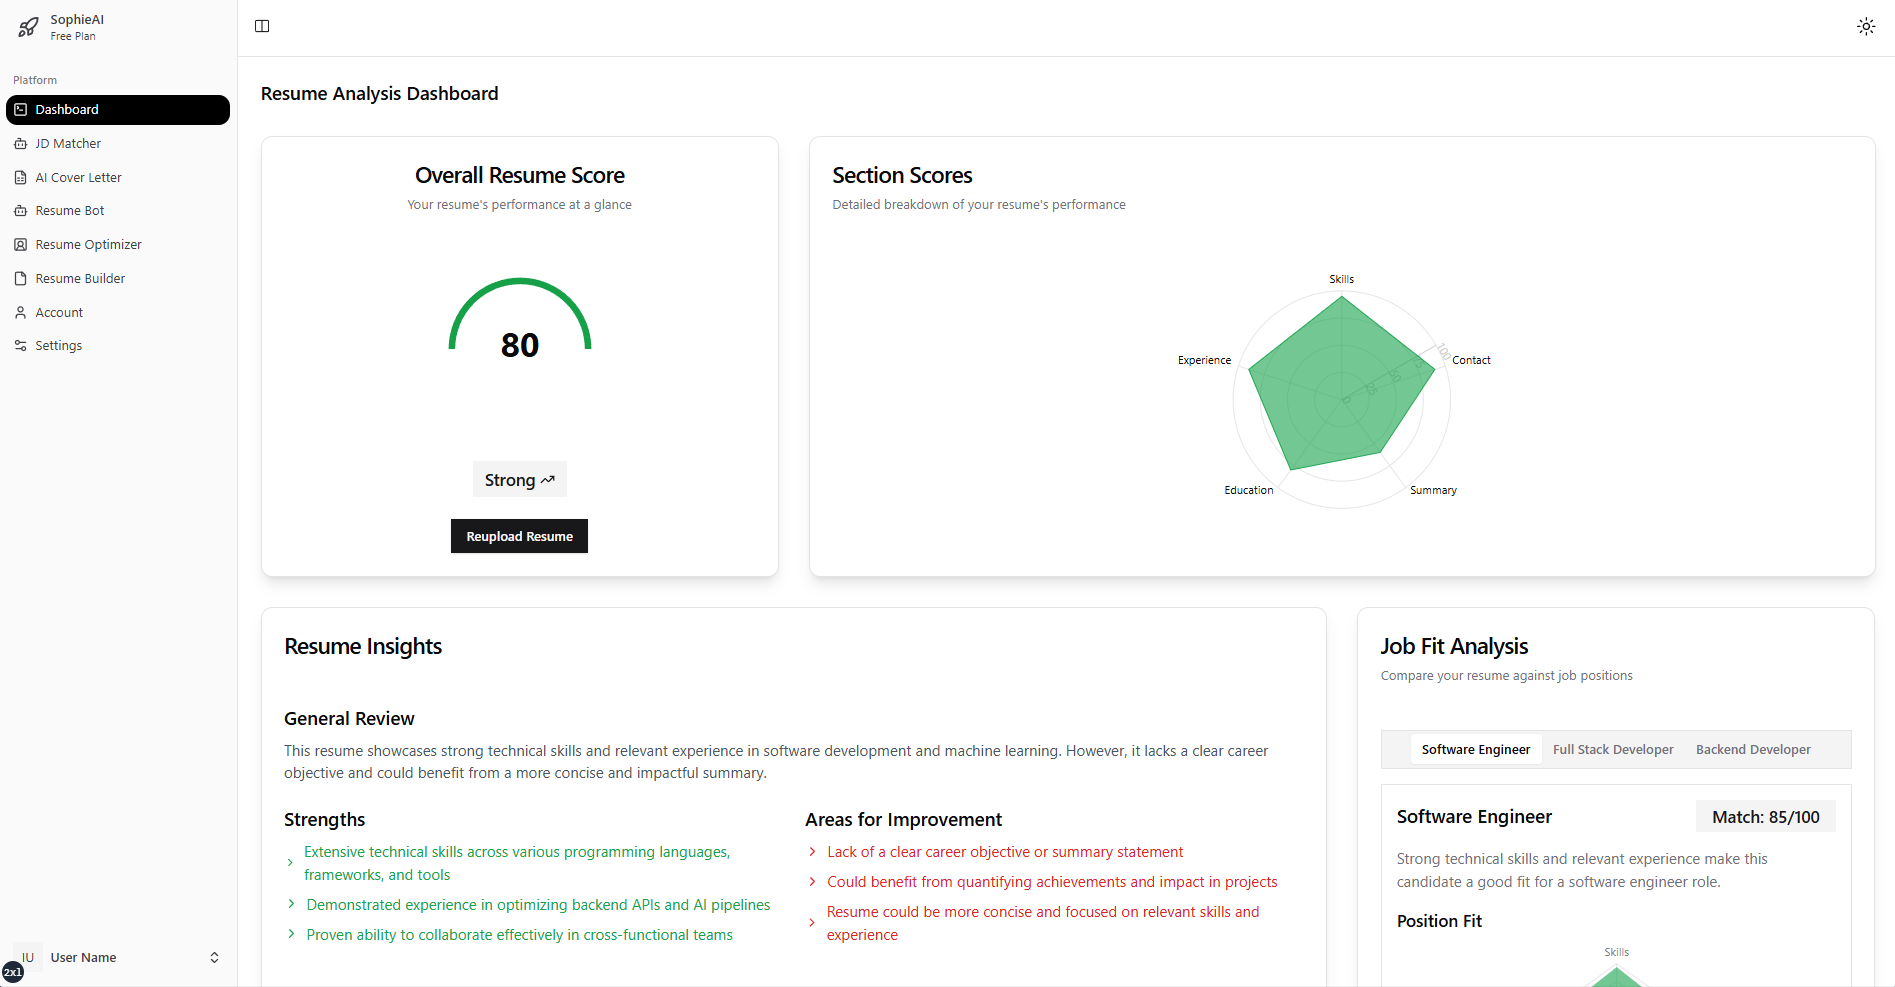 SophieAI
Free Plan
Platform
Dashboard
JD Matcher
AI Cover Letter
Resume Bot
Resume Optimizer
Resume Builder
Account
Settings
IU
User Name
2x1
Resume Analysis Dashboard
Overall Resume Score
Your resume's performance at a glance
80
Strong
Reupload Resume
Section Scores
Detailed breakdown of your resume's performance
Skills
Contact
Summary
Education
Experience
0
25
50
100
Resume Insights
General Review
This resume showcases strong technical skills and relevant experience in software development and machine learning. However, it lacks a clear career
objective and could benefit from a more concise and impactful summary.
Strengths
Extensive technical skills across various programming languages,
frameworks, and tools
Demonstrated experience in optimizing backend APIs and AI pipelines
Proven ability to collaborate effectively in cross-functional teams
Areas for Improvement
Lack of a clear career objective or summary statement
Could benefit from quantifying achievements and impact in projects
Resume could be more concise and focused on relevant skills and
experience
Job Fit Analysis
Compare your resume against job positions
Software Engineer
Full Stack Developer
Backend Developer
Software Engineer
Match: 85/100
Strong technical skills and relevant experience make this
candidate a good fit for a software engineer role.
Position Fit
Skills